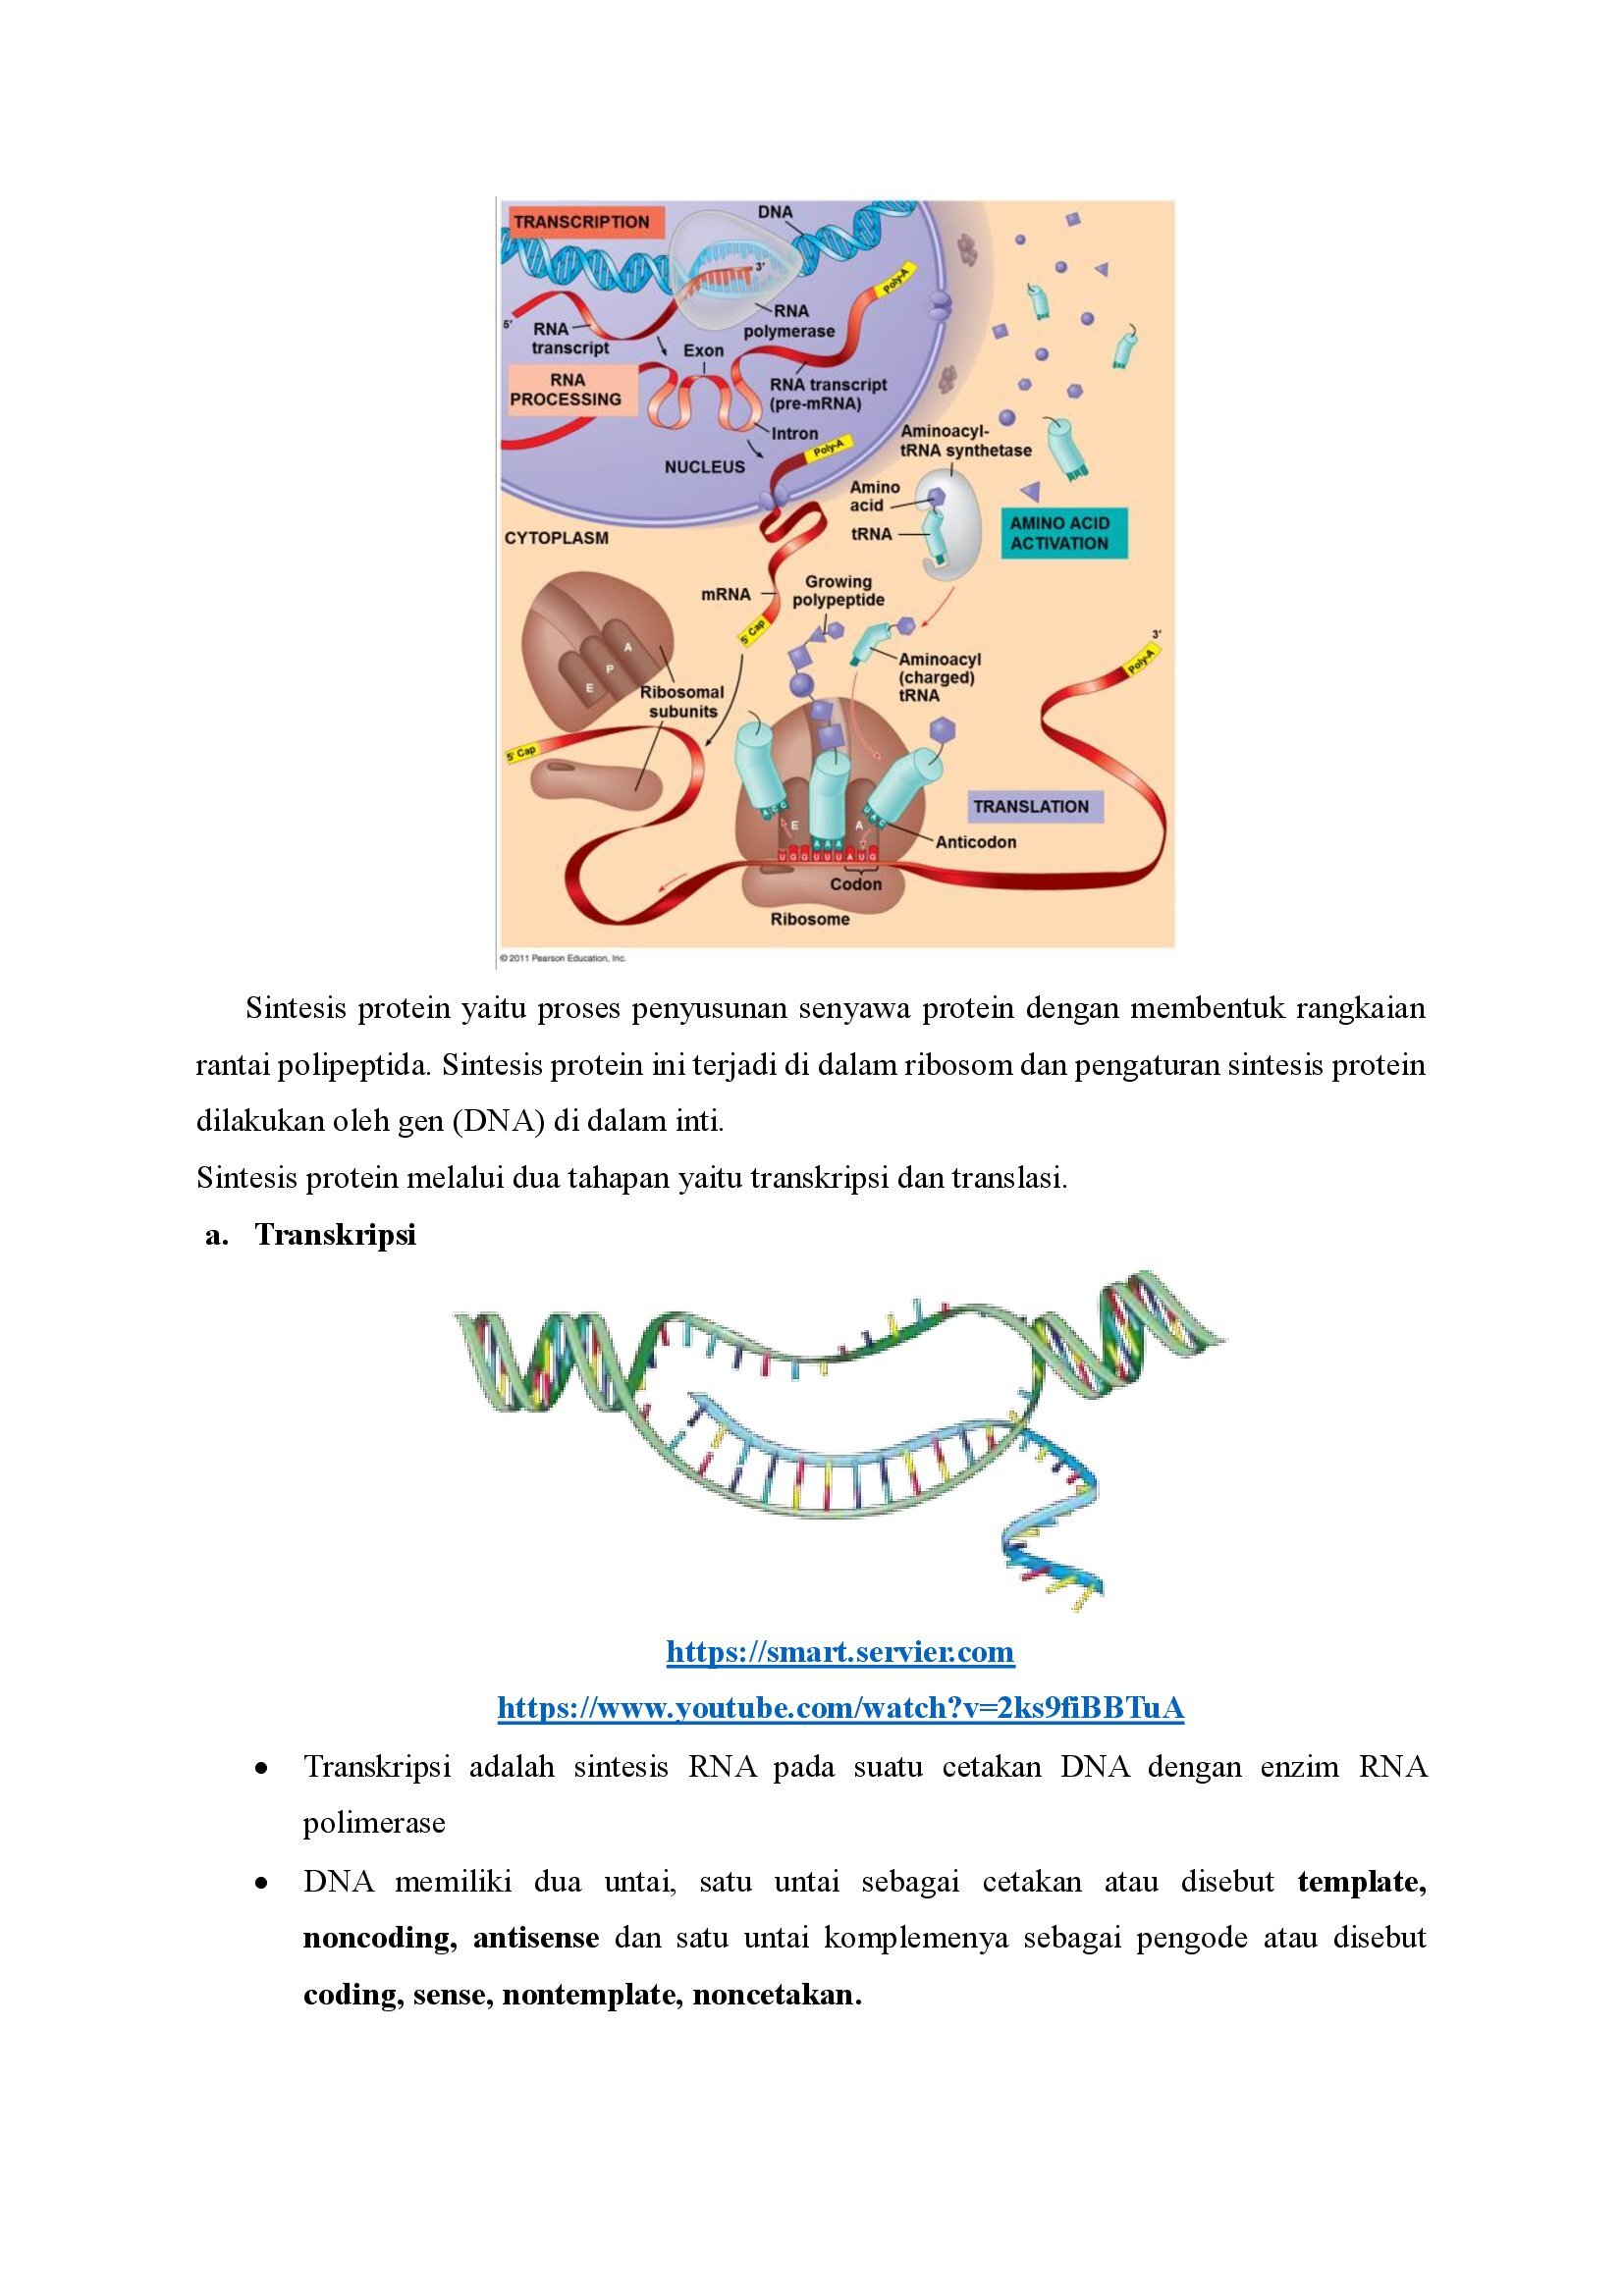 TRANSCRIPTION
DNA
3'
5'
RNA
transcript
RNA
polymerase
Poly-A
Exon
RNA
PROCESSING
RNA transcript
(pre-mRNA)
Intron
Poly-A
NUCLEUS
Aminoacyl-
tRNA synthetase
Amino
acid
tRNA
AMINO ACID
ACTIVATION
CYTOPLASM
mRNA
Growing
polypeptide
5' Cap
3'
Poly-A
A
P
E
Ribosomal
subunits
Aminoacyl
(charged)
tRNA
5' Cap
TRANSLATION
A C C
U A C
E
A
Anticodon
A A A
U G G U U U A U G
Codon
Ribosome
© 2011 Pearson Education, Inc.
Sintesis protein yaitu proses penyusunan senyawa protein dengan membentuk rangkaian
rantai polipeptida. Sintesis protein ini terjadi di dalam ribosom dan pengaturan sintesis protein
dilakukan oleh gen (DNA) di dalam inti.
Sintesis protein melalui dua tahapan yaitu transkripsi dan translasi.
a. Transkripsi
https://smart.servier.com
https://www.youtube.com/watch?v=2ks9fiBBTuA
• Transkripsi adalah sintesis RNA pada suatu cetakan DNA dengan enzim RNA
polimerase
• DNA memiliki dua untai, satu untai sebagai cetakan atau disebut template,
noncoding, antisense dan satu untai komplemenya sebagai pengode atau disebut
coding, sense, nontemplate, noncetakan.